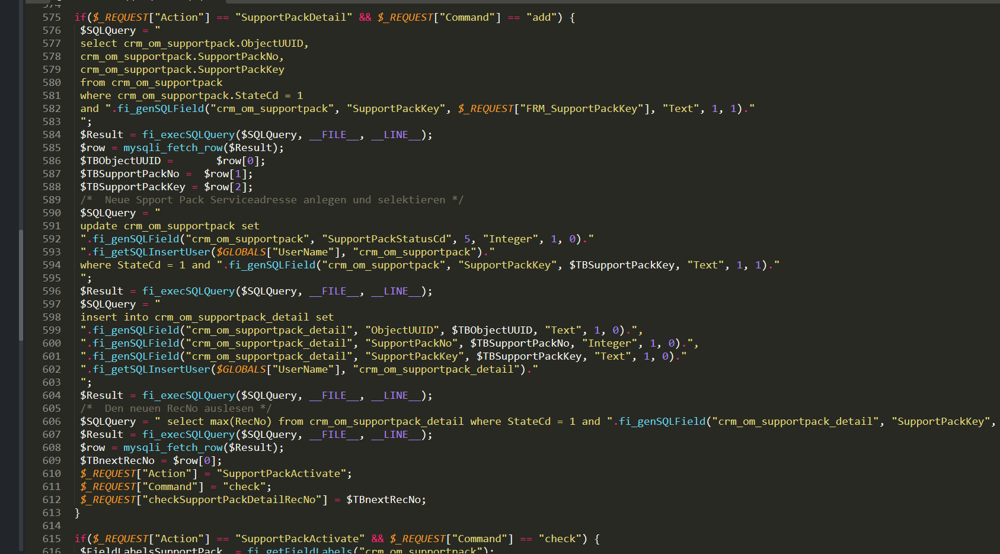 574
575 if($_REQUEST["Action"] == "SupportPackDetail" && $_REQUEST["Command"] == "add") {
576 $SQLQuery = "
577 select crm_om_supportpack.ObjectUUID,
578 crm_om_supportpack.SupportPackNo,
579 crm_om_supportpack.SupportPackKey
580 from crm_om_supportpack
581 where crm_om_supportpack.StateCd = 1
582 and ".fi_genSQLField("crm_om_supportpack", "SupportPackKey", $_REQUEST["FRM_SupportPackKey"], "Text", 1, 1)."
583 ";
584 $Result = fi_execSQLQuery($SQLQuery, __FILE__, __LINE__);
585 $row = mysqli_fetch_row($Result);
586 $TBObjectUUID =       $row[0];
587 $TBSupportPackNo =  $row[1];
588 $TBSupportPackKey = $row[2];
589 /*  Neue Spport Pack Serviceadresse anlegen und selektieren */
590 $SQLQuery = "
591 update crm_om_supportpack set
592 ".fi_genSQLField("crm_om_supportpack", "SupportPackStatusCd", 5, "Integer", 1, 0)."
593 ".fi_getSQLInsertUser($GLOBALS["UserName"], "crm_om_supportpack")."
594 where StateCd = 1 and ".fi_genSQLField("crm_om_supportpack", "SupportPackKey", $TBSupportPackKey, "Text", 1, 1)."
595 ";
596 $Result = fi_execSQLQuery($SQLQuery, __FILE__, __LINE__);
597 $SQLQuery = "
598 insert into crm_om_supportpack_detail set
599 ".fi_genSQLField("crm_om_supportpack_detail", "ObjectUUID", $TBObjectUUID, "Text", 1, 0).",
600 ".fi_genSQLField("crm_om_supportpack_detail", "SupportPackNo", $TBSupportPackNo, "Integer", 1, 0).",
601 ".fi_genSQLField("crm_om_supportpack_detail", "SupportPackKey", $TBSupportPackKey, "Text", 1, 0)."
602 ".fi_getSQLInsertUser($GLOBALS["UserName"], "crm_om_supportpack_detail")."
603 ";
604 $Result = fi_execSQLQuery($SQLQuery, __FILE__, __LINE__);
605 /*  Den neuen RecNo auslesen */
606 $SQLQuery = " select max(RecNo) from crm_om_supportpack_detail where StateCd = 1 and ".fi_genSQLField("crm_om_supportpack_detail", "SupportPackKey",
607 $Result = fi_execSQLQuery($SQLQuery, __FILE__, __LINE__);
608 $row = mysqli_fetch_row($Result);
609 $TBnextRecNo = $row[0];
610 $_REQUEST["Action"] = "SupportPackActivate";
611 $_REQUEST["Command"] = "check";
612 $_REQUEST["checkSupportPackDetailRecNo"] = $TBnextRecNo;
613 }
614
615 if($_REQUEST["Action"] == "SupportPackActivate" && $_REQUEST["Command"] == "check") {
616 $FieldLabelsSupportPack  = fi_getFieldLabels("crm_om_supportpack");